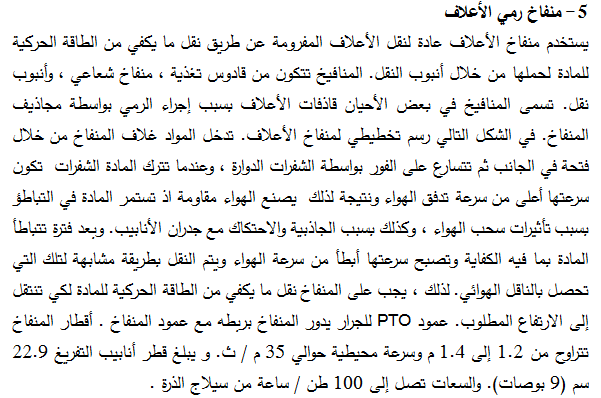 5 – منفاخ رمي الأعلاف
يستخدم منفاخ الأعلاف عادة لنقل الأعلاف المفرومة عن طريق نقل ما يكفي من الطاقة الحركية
للمادة لحملها من خلال أنبوب النقل. المنافيخ تتكون من قادوس تغذية ، منفاخ شعاعي ، وأنبوب
نقل. تسمى المنافيخ في بعض الأحيان قاذفات الأعلاف بسبب إجراء الرمي بواسطة مجاذيف
المنفاخ. في الشكل التالي رسم تخطيطي لمنفاخ الأعلاف. تدخل المواد غلاف المنفاخ من خلال
فتحة في الجانب ثم تتسارع على الفور بواسطة الشفرات الدوارة ، وعندما تترك المادة الشفرات تكون
سرعتها أعلى من سرعة تدفق الهواء ونتيجة لذلك يصنع الهواء مقاومة اذ تستمر المادة في التباطؤ
بسبب تأثيرات سحب الهواء ، وكذلك بسبب الجاذبية والاحتكاك مع جدران الأنابيب. وبعد فترة تتباطأ
المادة بما فيه الكفاية وتصبح سرعتها أبطأ من سرعة الهواء ويتم النقل بطريقة مشابهة لتلك التي
تحصل بالناقل الهوائي. لذلك ، يجب على المنفاخ نقل ما يكفي من الطاقة الحركية للمادة لكي تنتقل
إلى الارتفاع المطلوب. عمود PTO للجرار يدور المنفاخ بربطه مع عمود المنفاخ . أقطار المنفاخ
تتراوح من 1.2 إلى 1.4 م وسرعة محيطية حوالي 35 م / ث. و يبلغ قطر أنابيب التفريغ 22.9
سم (9 بوصات). والسعات تصل إلى 100 طن / ساعة من سيلاج الذرة .